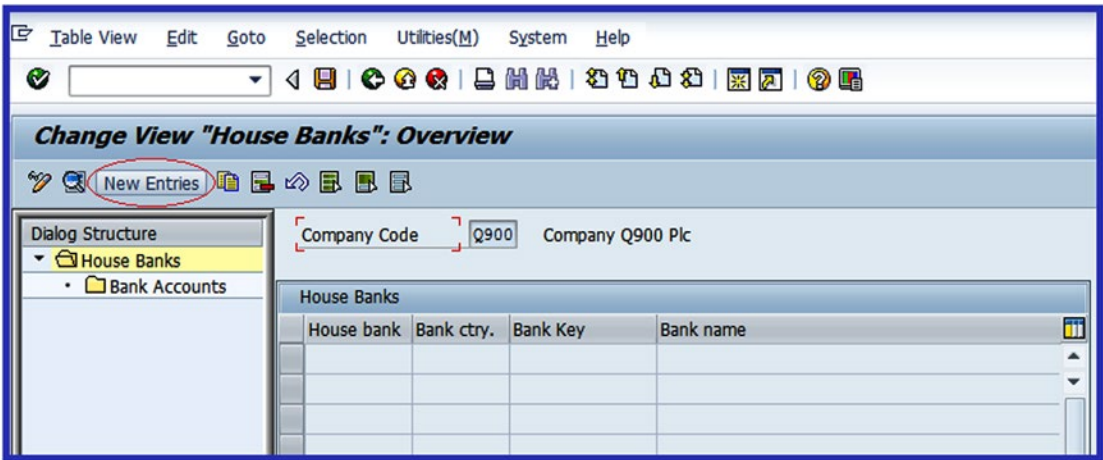 Table View Edit Goto Selection Utilities(M) System Help
Change View "House Banks": Overview
New Entries
Dialog Structure
House Banks
Bank Accounts
Company Code Q900 Company Q900 Plc
House Banks
House bank Bank ctry. Bank Key Bank name